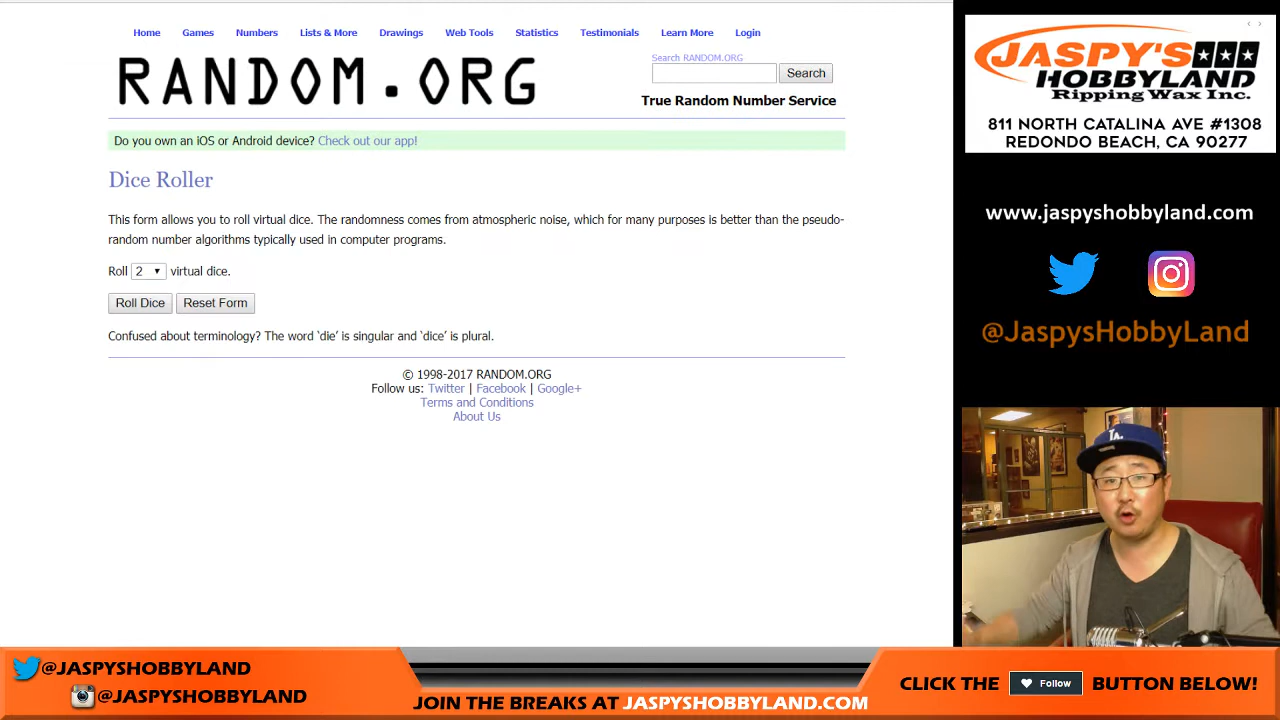 Home Games Numbers Lists & More Drawings Web Tools Statistics Testimonials Learn More Login
RANDOM.ORG
Search RANDOM.ORG
Search
True Random Number Service
Do you own an iOS or Android device? Check out our app!
Dice Roller
This form allows you to roll virtual dice. The randomness comes from atmospheric noise, which for many purposes is better than the pseudo-
random number algorithms typically used in computer programs.
Roll 2 virtual dice.
Roll Dice Reset Form
Confused about terminology? The word ‘die’ is singular and ‘dice’ is plural.
© 1998-2017 RANDOM.ORG
Follow us: Twitter | Facebook | Google+
Terms and Conditions
About Us
JASPY'S
HOBBYLAND
Ripping Wax Inc.
811 NORTH CATALINA AVE #1308
REDONDO BEACH, CA 90277
www.jaspyshobbyland.com
@JaspysHobbyLand
LA
@JASPYSHOBBYLAND
@JASPYSHOBBYLAND
JOIN THE BREAKS AT JASPYSHOBBYLAND.COM
CLICK THE Follow BUTTON BELOW!